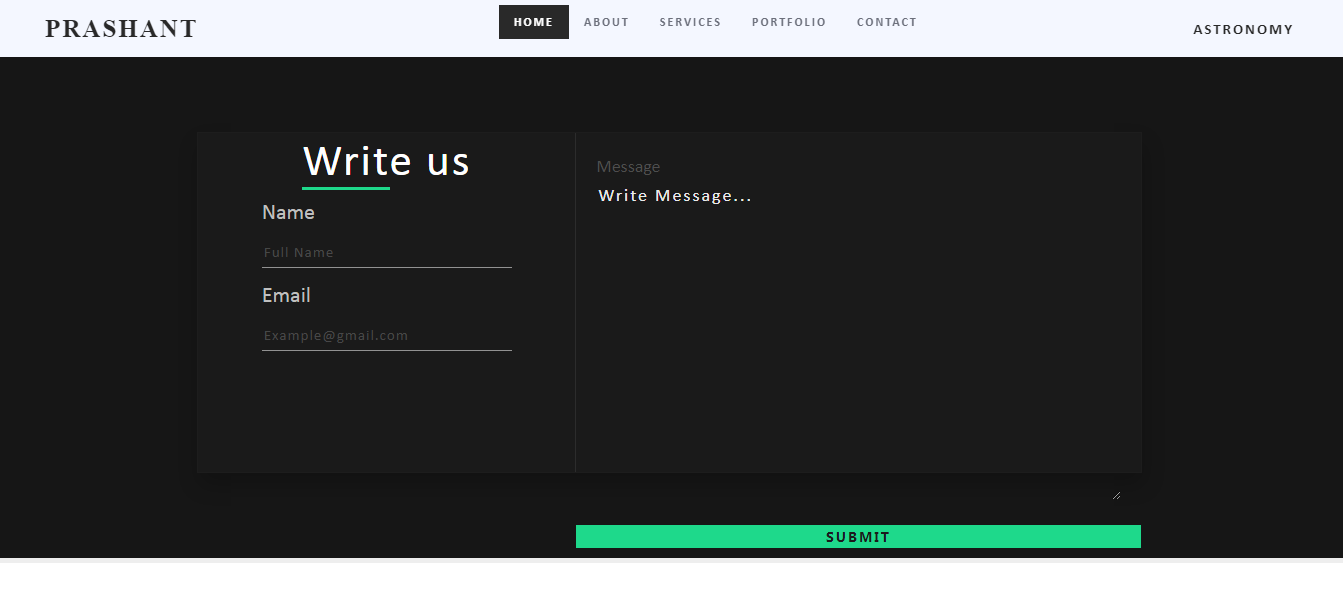 PRASHANT
HOME ABOUT SERVICES PORTFOLIO CONTACT
ASTRONOMY
Write us
Name
Full Name
Email
Example@gmail.com
Message
Write Message...
SUBMIT